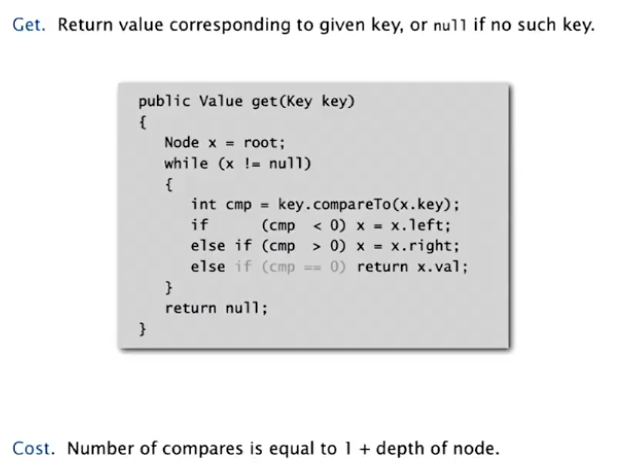 Get. Return value corresponding to given key, or null if no such key.
public Value get(Key key)
{
Node x = root;
while (x != null)
{
int cmp = key.compareTo(x.key);
if (cmp < 0) x = x.left;
else if (cmp > 0) x = x.right;
else if (cmp == 0) return x.val;
}
return null;
}
Cost. Number of compares is equal to 1 + depth of node.